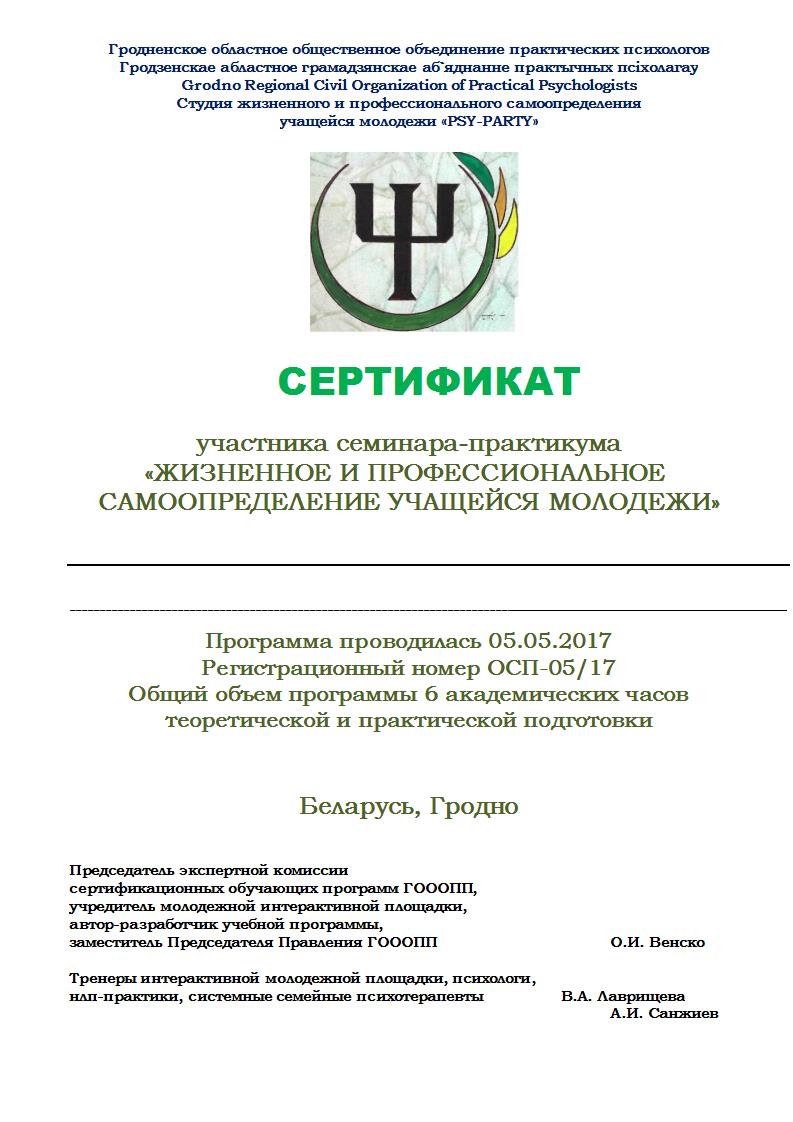 Гродненское областное общественное объединение практических психологов
Гродзенскае абластное грамадзянскае аб`яднанне практычных псіхолагау
Grodno Regional Civil Organization of Practical Psychologists
Студия жизненного и профессионального самоопределения
учащейся молодежи «PSY-PARTY»
СЕРТИФИКАТ
участника семинара-практикума
«ЖИЗНЕННОЕ И ПРОФЕССИОНАЛЬНОЕ
САМООПРЕДЕЛЕНИЕ УЧАЩЕЙСЯ МОЛОДЕЖИ»
Программа проводилась 05.05.2017
Регистрационный номер ОСП-05/17
Общий объем программы 6 академических часов
теоретической и практической подготовки
Беларусь, Гродно
Председатель экспертной комиссии
сертификационных обучающих программ ГОООПП,
учредитель молодежной интерактивной площадки,
автор-разработчик учебной программы,
заместитель Председателя Правления ГОООПП О.И. Венско
Тренеры интерактивной молодежной площадки, психологи,
нлп-практики, системные семейные психотерапевты В.А. Лаврищева
А.И. Санжиев